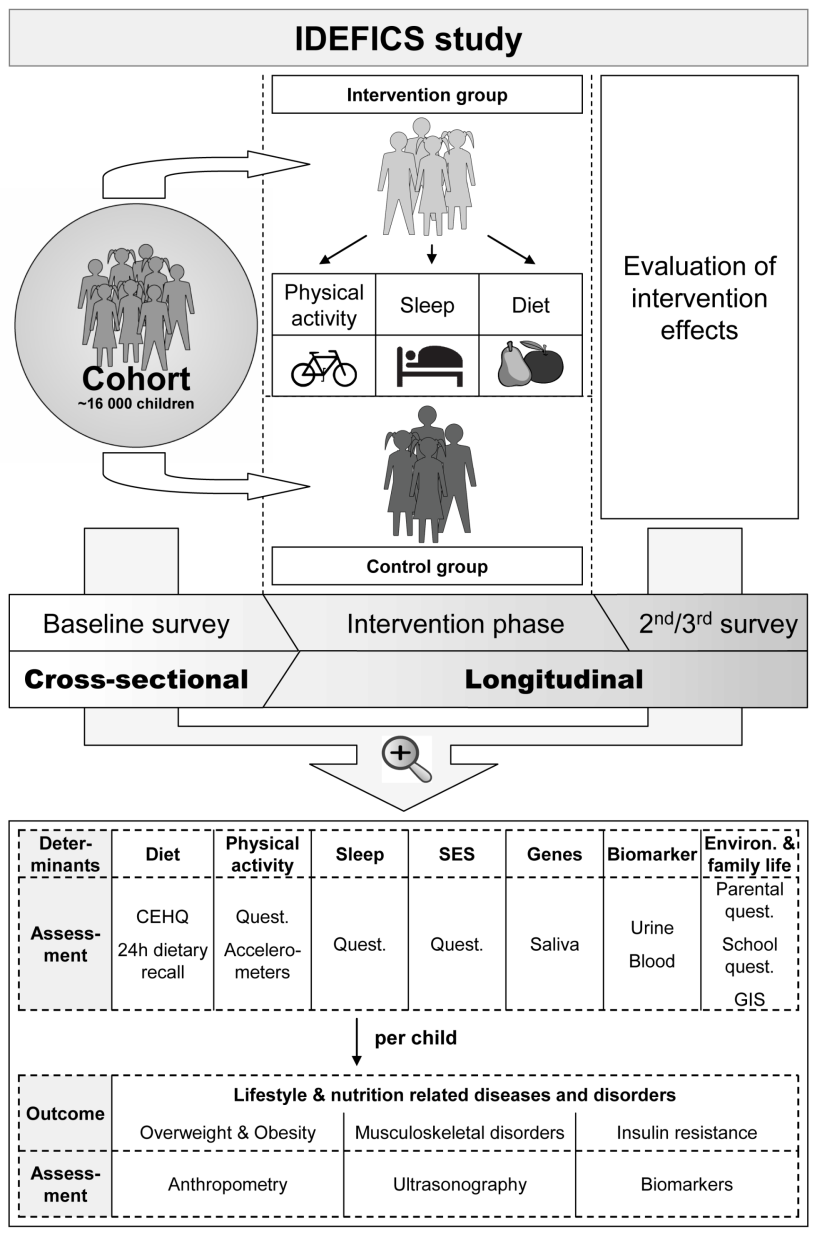 IDEFICS study
Intervention group
Physical
activity
Sleep
Diet
Cohort
~16 000 children
Evaluation of
intervention
effects
Control group
Baseline survey
Intervention phase
2nd/3rd survey
Cross-sectional
Longitudinal
Deter-
minants
Diet
Physical
activity
Sleep
SES
Genes
Biomarker
Environ. &
family life
Assess-
ment
CEHQ
24h dietary
recall
Quest.
Accelero-
meters
Quest.
Quest.
Saliva
Urine
Blood
Parental
quest.
School
quest.
GIS
per child
Outcome
Lifestyle & nutrition related diseases and disorders
Overweight & Obesity
Musculoskeletal disorders
Insulin resistance
Assess-
ment
Anthropometry
Ultrasonography
Biomarkers